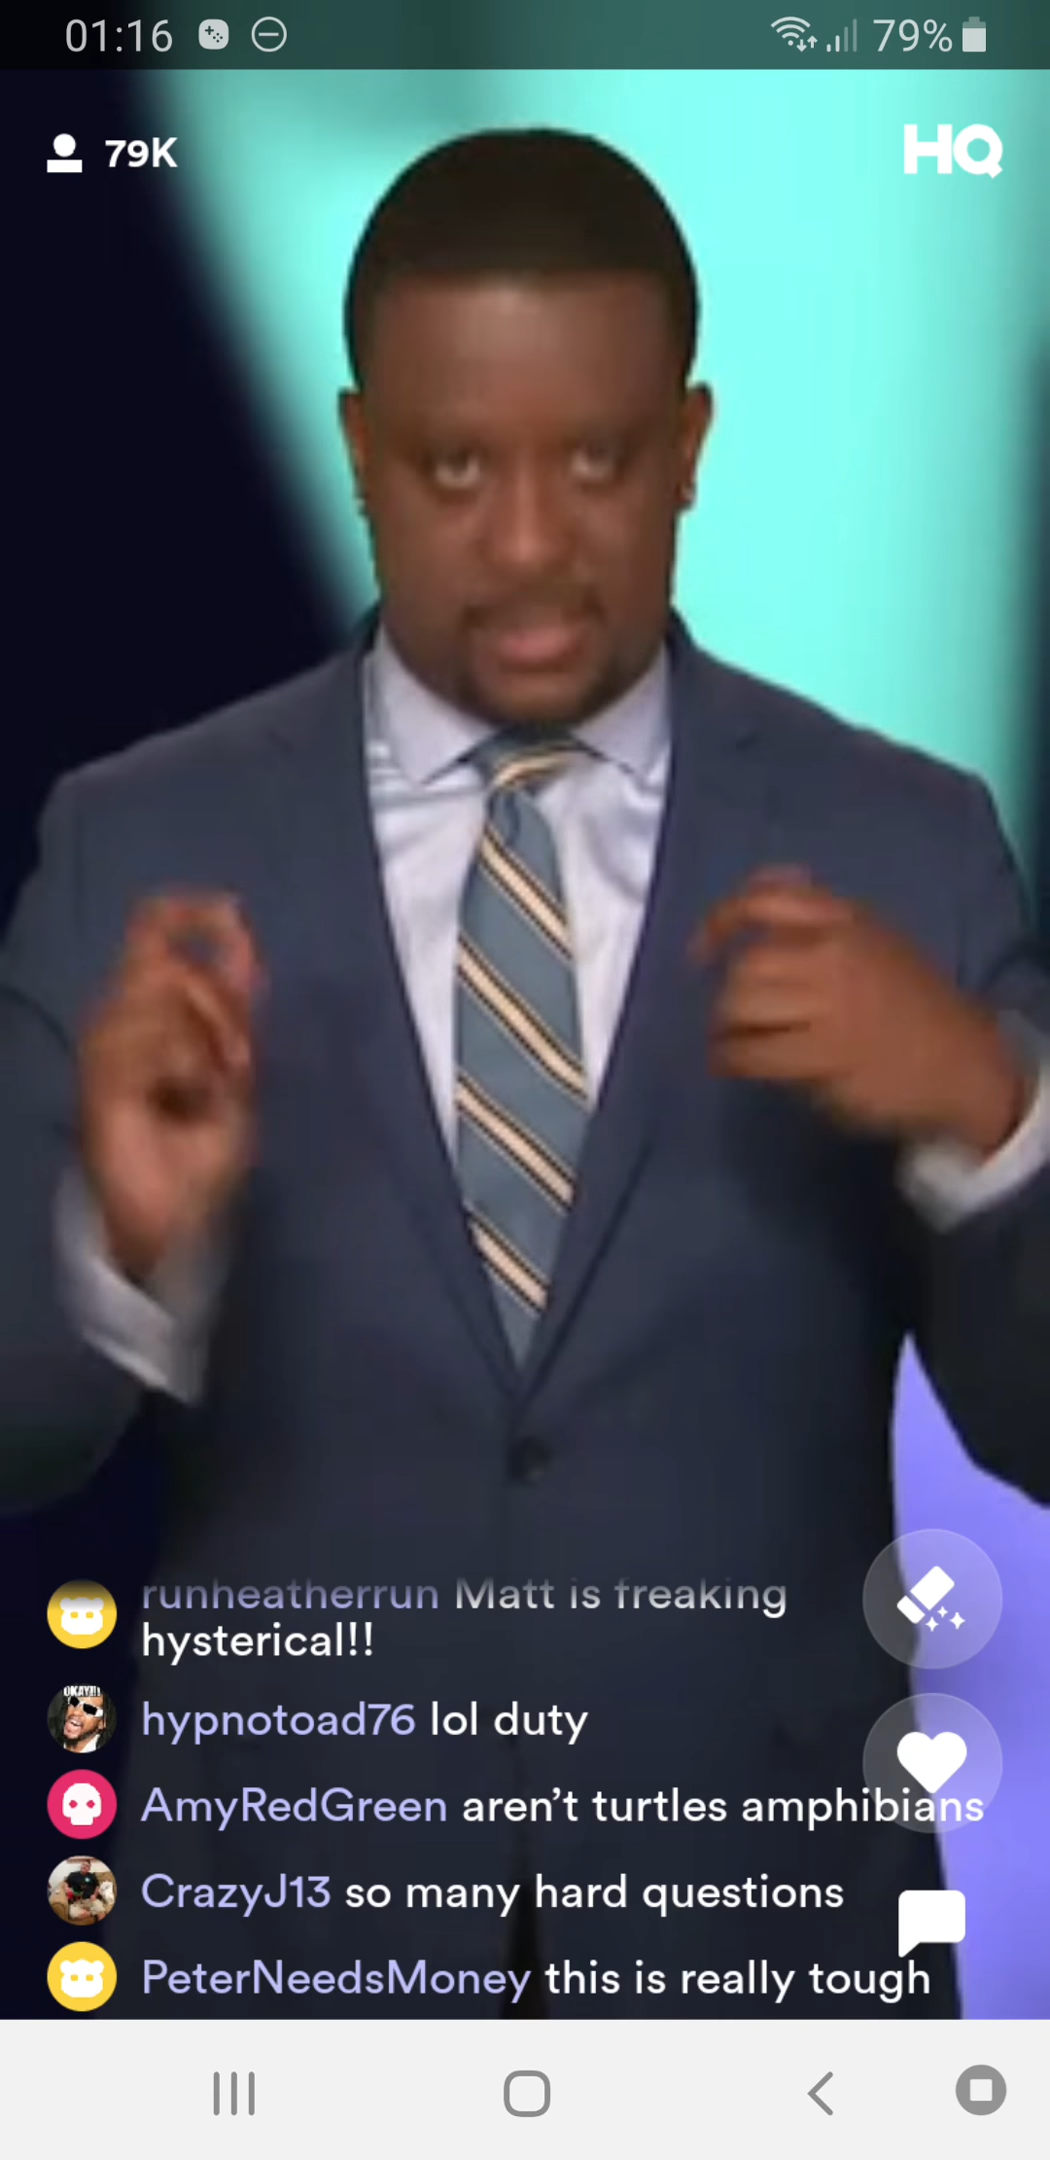 01:16
79%
79K
HQ
runheatherrun Matt is freaking
hysterical!!
OKAY!!!
hypnotoad76 lol duty
AmyRedGreen aren’t turtles amphibians
CrazyJ13 so many hard questions
PeterNeedsMoney this is really tough